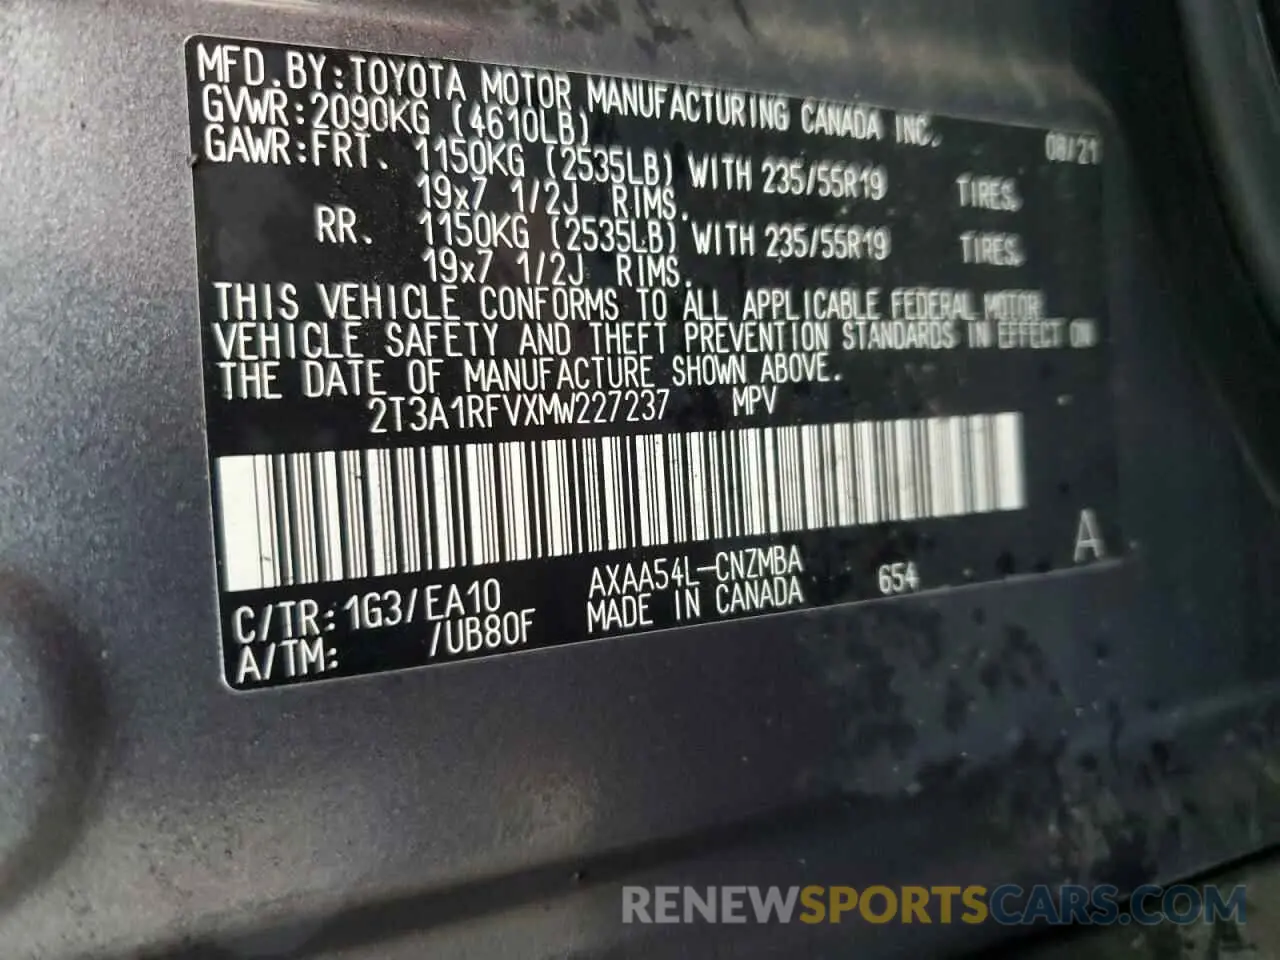 MFD.BY:TOYOTA MOTOR MANUFACTURING CANADA INC.
GVWR:2090KG (4610LB) 08/21
GAWR:FRT. 1150KG (2535LB) WITH 235/55R19 TIRES.
19x7 1/2J RIMS.
RR. 1150KG (2535LB) WITH 235/55R19 TIRES.
19x7 1/2J RIMS.
THIS VEHICLE CONFORMS TO ALL APPLICABLE FEDERAL MOTOR
VEHICLE SAFETY AND THEFT PREVENTION STANDARDS IN EFFECT ON
THE DATE OF MANUFACTURE SHOWN ABOVE.
2T3A1RFVXMW227237 MPV
C/TR:1G3/EA10 AXAA54L-CNZMBA 654 A
A/TM: /UB80F MADE IN CANADA
RENEWSPORTSCARS.COM